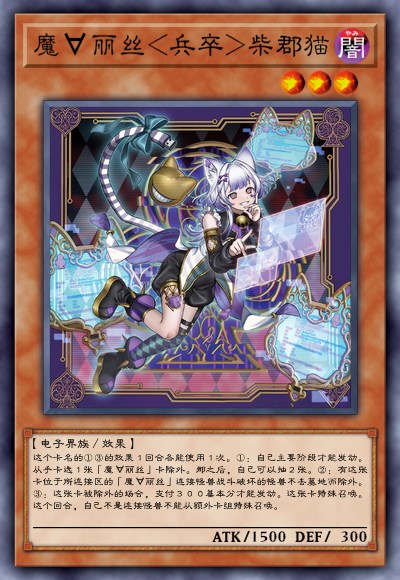 魔∀丽丝＜兵卒＞柴郡猫
闇
やみ
【电子界族／效果】
这个卡名的①③的效果1回合各能使用1次。①：自己主要阶段才能发动。
从手卡选1张「魔∀丽丝」卡除外。那之后，自己可以抽2张。②：有这张
卡位于所连接区的「魔∀丽丝」连接怪兽战斗破坏的怪兽不去墓地而除外。
③：这张卡被除外的场合，支付300基本分才能发动。这张卡特殊召唤。
这个回合，自己不是连接怪兽不能从额外卡组特殊召唤。
ATK/1500 DEF/ 300